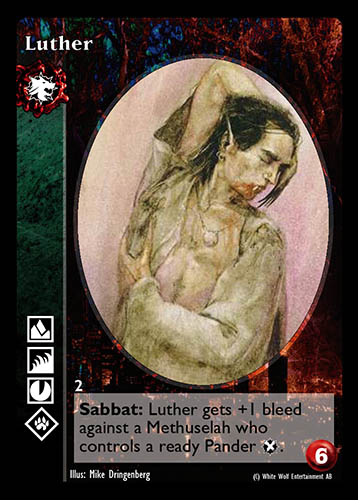 Luther
2
Sabbat: Luther gets +1 bleed
against a Methuselah who
controls a ready Pander .
6
Illus: Mike Dringenberg
(C) White Wolf Entertainment AB